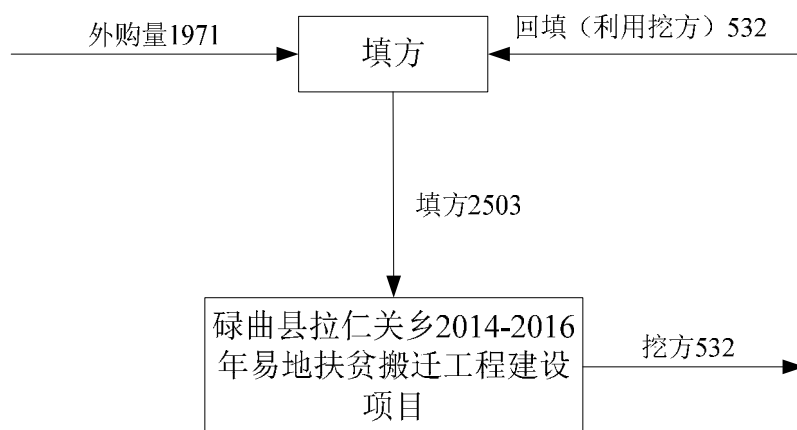 外购量1971
填方
回填（利用挖方）532
填方2503
碌曲县拉仁关乡2014-2016
年易地扶贫搬迁工程建设
项目
挖方532